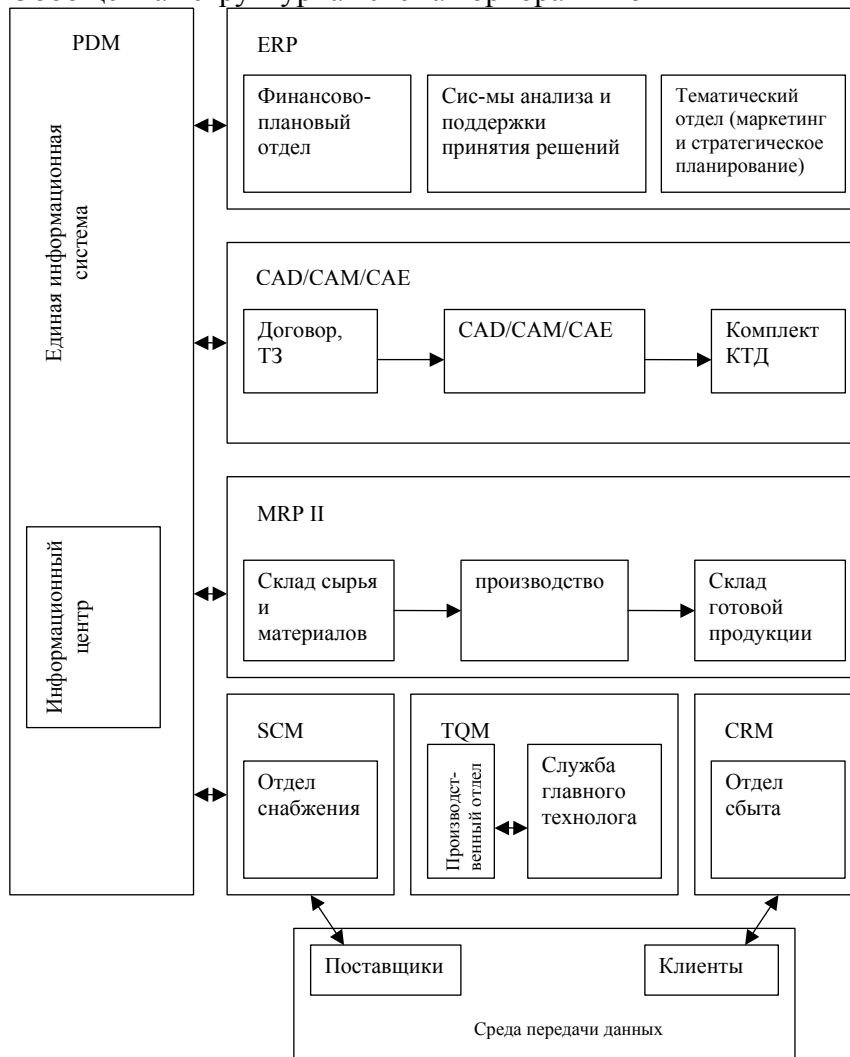 PDM
Единая информационная
система
Информационный
центр
ERP
Финансово-
плановый
отдел
Сис-мы анализа и
поддержки
принятия решений
Тематический
отдел (маркетинг
и стратегическое
планирование)
CAD/CAM/CAE
Договор,
ТЗ
CAD/CAM/CAE
Комплект
КТД
MRP II
Склад сырья
и
материалов
производство
Склад
готовой
продукции
SCM
Отдел
снабжения
TQM
Производст-
венный отдел
Служба
главного
технолога
CRM
Отдел
сбыта
Поставщики
Клиенты
Среда передачи данных